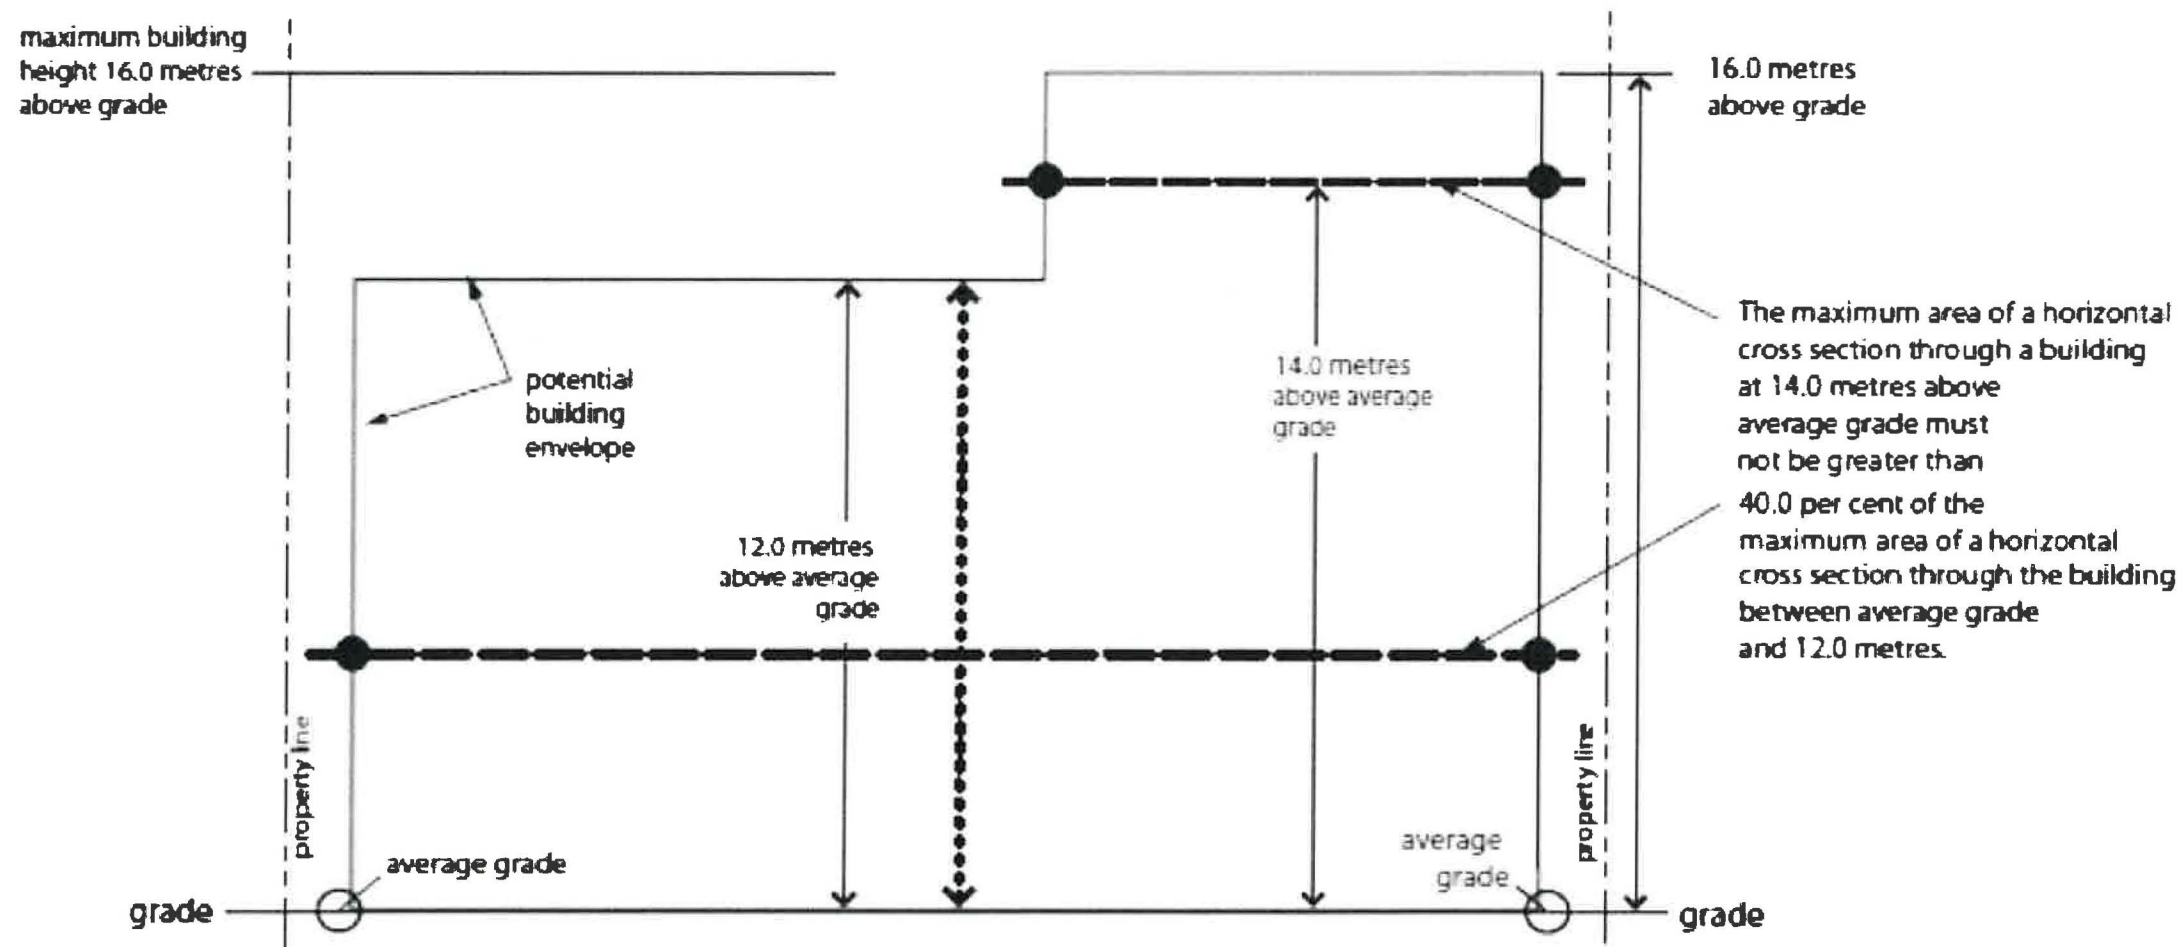 maximum building
height 16.0 metres
above grade
16.0 metres
above grade
potential
building
envelope
14.0 metres
above average
grade
12.0 metres
above average
grade
The maximum area of a horizontal
cross section through a building
at 14.0 metres above
average grade must
not be greater than
40.0 per cent of the
maximum area of a horizontal
cross section through the building
between average grade
and 12.0 metres.
property line
property line
average grade
average
grade
grade
grade